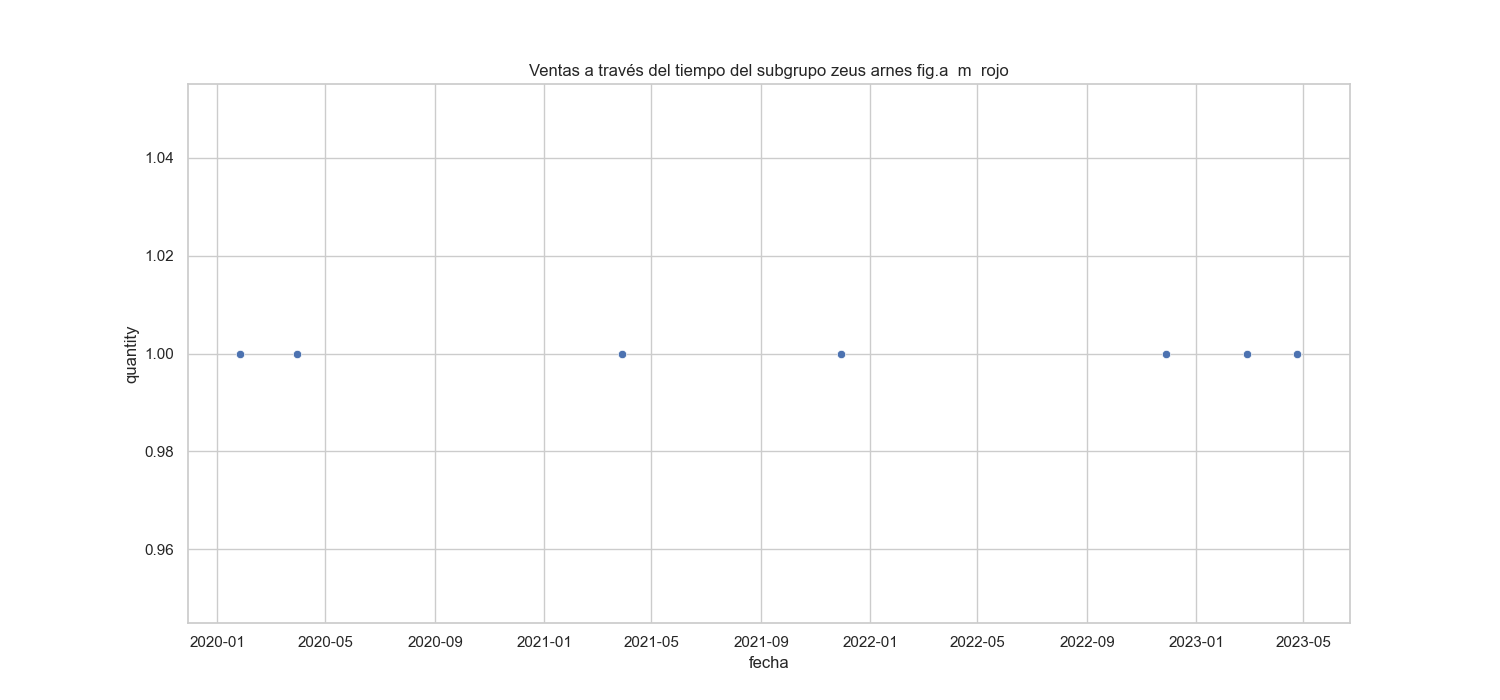 Ventas a través del tiempo del subgrupo zeus arnes fig.a  m  rojo
1.04
1.02
1.00
0.98
0.96
quantity
2020-01 2020-05 2020-09 2021-01 2021-05 2021-09 2022-01 2022-05 2022-09 2023-01 2023-05
fecha